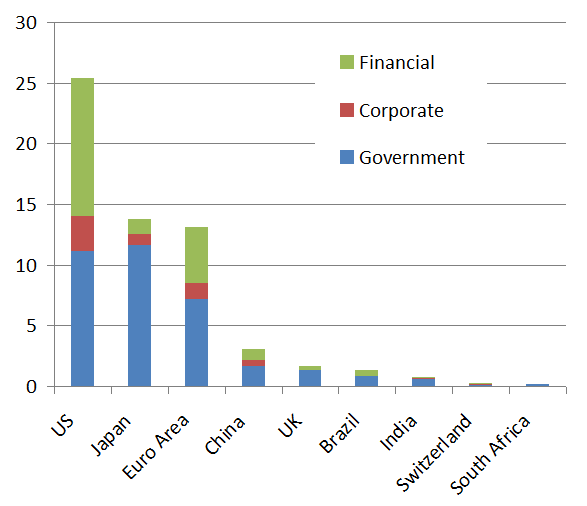 30
25
20
15
10
5
0
Financial
Corporate
Government
US
Japan
Euro Area
China
UK
Brazil
India
Switzerland
South Africa